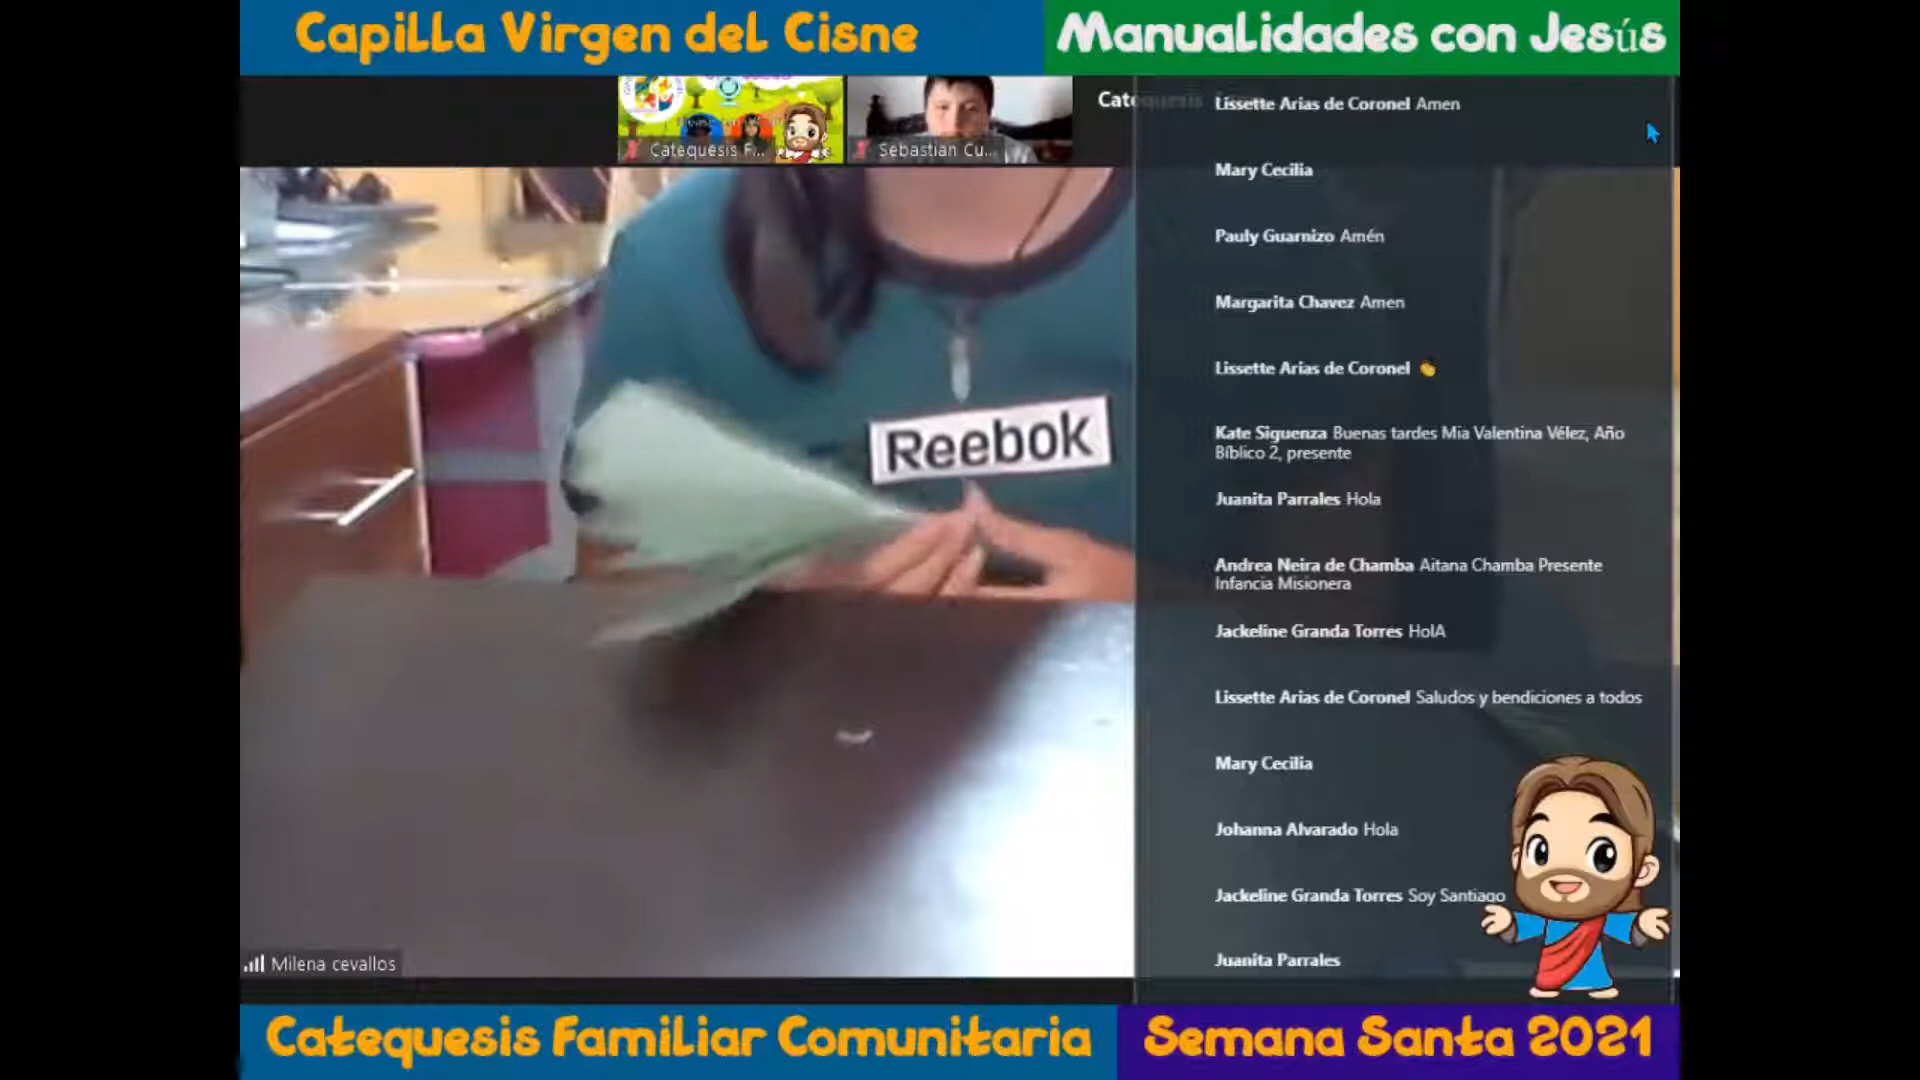 Capilla Virgen del Cisne
Manualidades con Jesús
Catequesis F...
Sebastian Cu...
Lissette Arias de Coronel Amen
Mary Cecilia
Pauly Guarnizo Amén
Margarita Chavez Amen
Lissette Arias de Coronel 👏
Kate Siguenza Buenas tardes Mia Valentina Vélez, Año
Bíblico 2, presente
Juanita Parrales Hola
Andrea Neira de Chamba Aitana Chamba Presente
Infancia Misionera
Jackeline Granda Torres HolA
Lissette Arias de Coronel Saludos y bendiciones a todos
Mary Cecilia
Johanna Alvarado Hola
Jackeline Granda Torres Soy Santiago
Juanita Parrales
Reebok
Milena cevallos
Catequesis Familiar Comunitaria
Semana Santa 2021